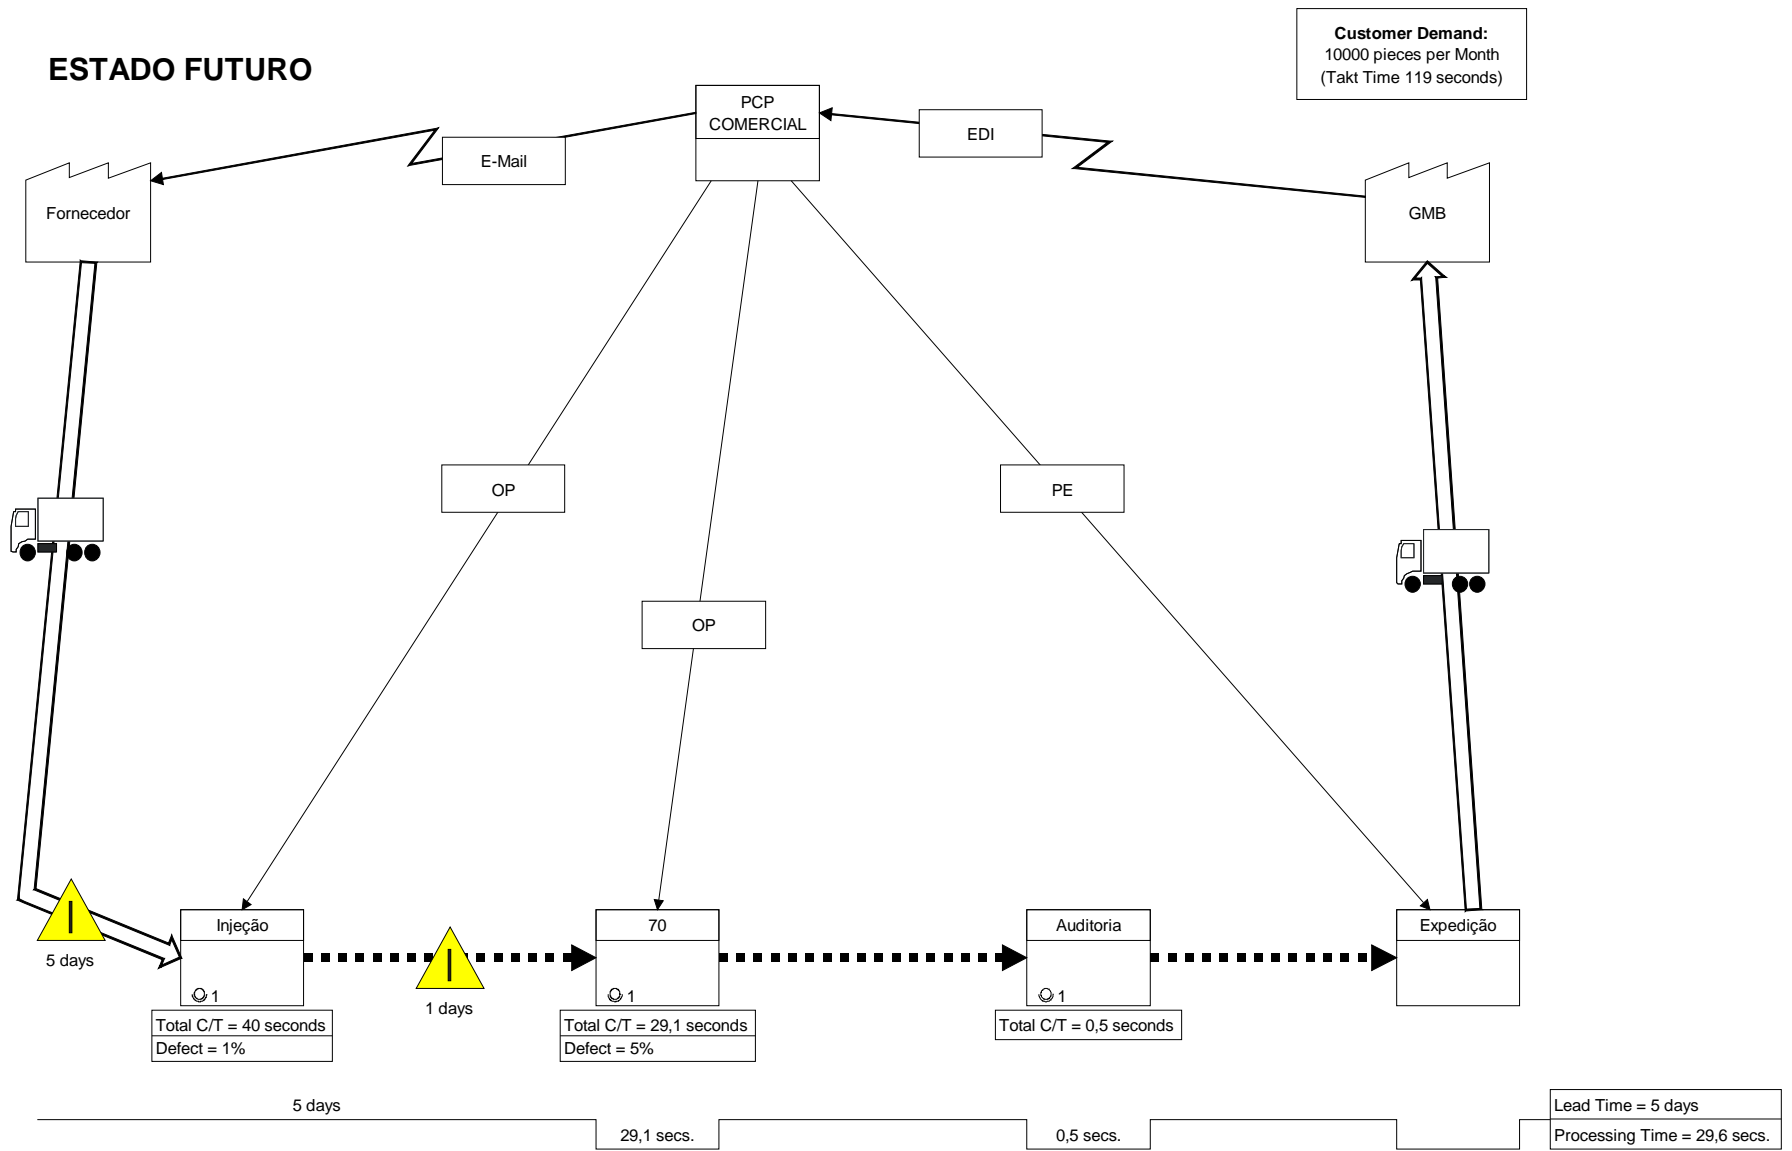 Customer Demand:
10000 pieces per Month
(Takt Time 119 seconds)
ESTADO FUTURO
PCP
COMERCIAL
EDI
E-Mail
Fornecedor
GMB
OP
PE
OP
Injeção
70
Auditoria
Expedição
5 days
1
1 days
1
1
Total C/T = 40 seconds
Defect = 1%
Total C/T = 29,1 seconds
Defect = 5%
Total C/T = 0,5 seconds
5 days
29,1 secs.
0,5 secs.
Lead Time = 5 days
Processing Time = 29,6 secs.